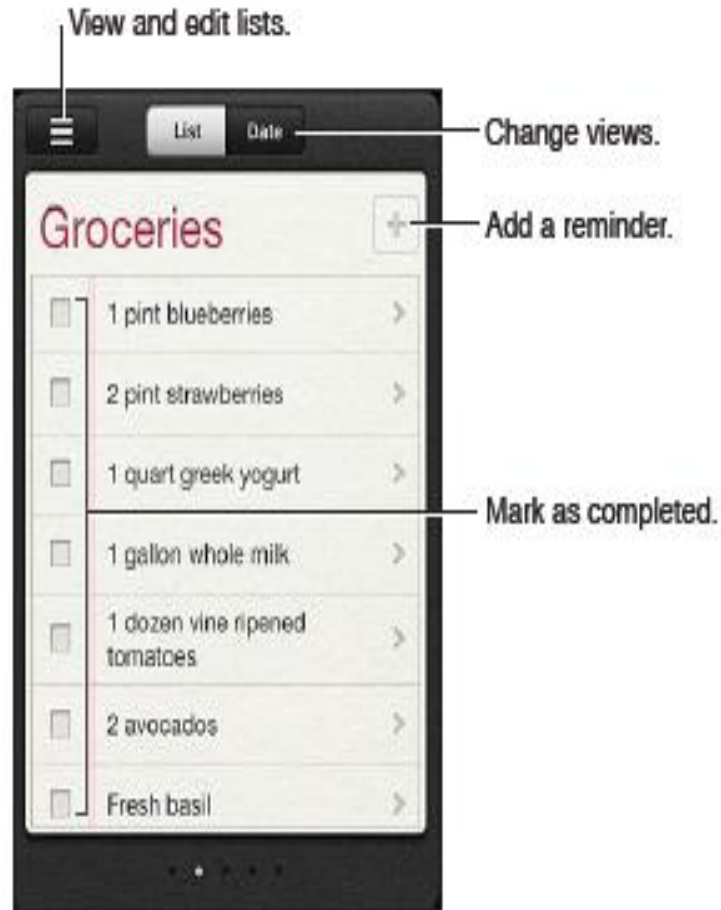 View and edit lists.
List Date
Change views.
Groceries
+
Add a reminder.
1 pint blueberries
2 pint strawberries
1 quart greek yogurt
Mark as completed.
1 gallon whole milk
1 dozen vine ripened
tomatoes
2 avocados
Fresh basil